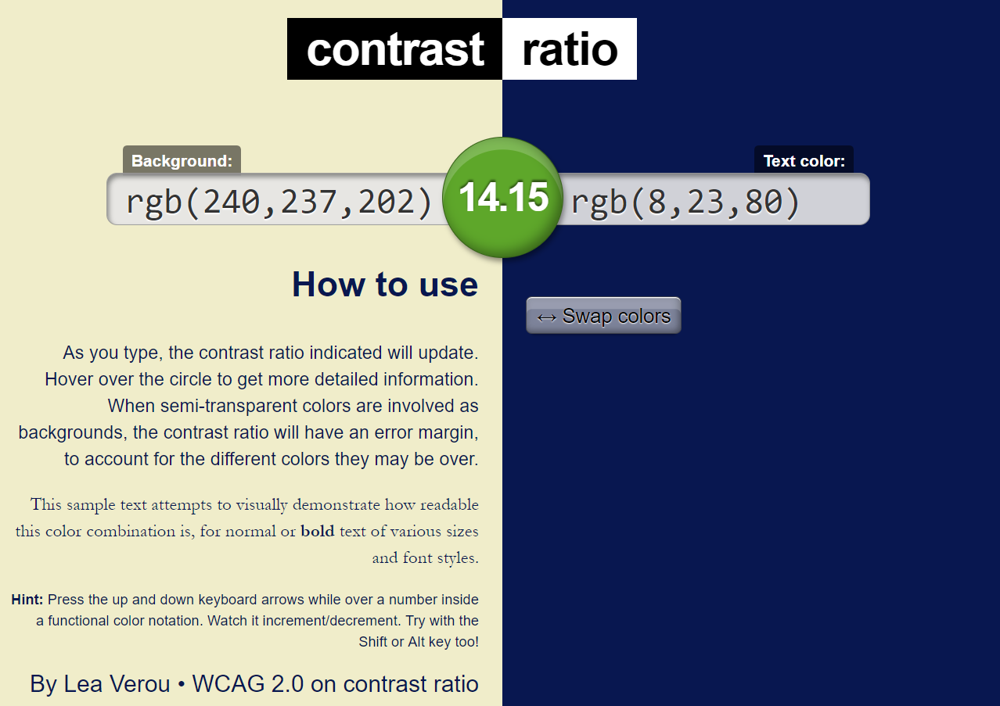 contrast ratio
Background:
Text color:
rgb(240,237,202)
14.15
rgb(8,23,80)
How to use
↔ Swap colors
As you type, the contrast ratio indicated will update.
Hover over the circle to get more detailed information.
When semi-transparent colors are involved as
backgrounds, the contrast ratio will have an error margin,
to account for the different colors they may be over.
This sample text attempts to visually demonstrate how readable
this color combination is, for normal or bold text of various sizes
and font styles.
Hint: Press the up and down keyboard arrows while over a number inside
a functional color notation. Watch it increment/decrement. Try with the
Shift or Alt key too!
By Lea Verou • WCAG 2.0 on contrast ratio